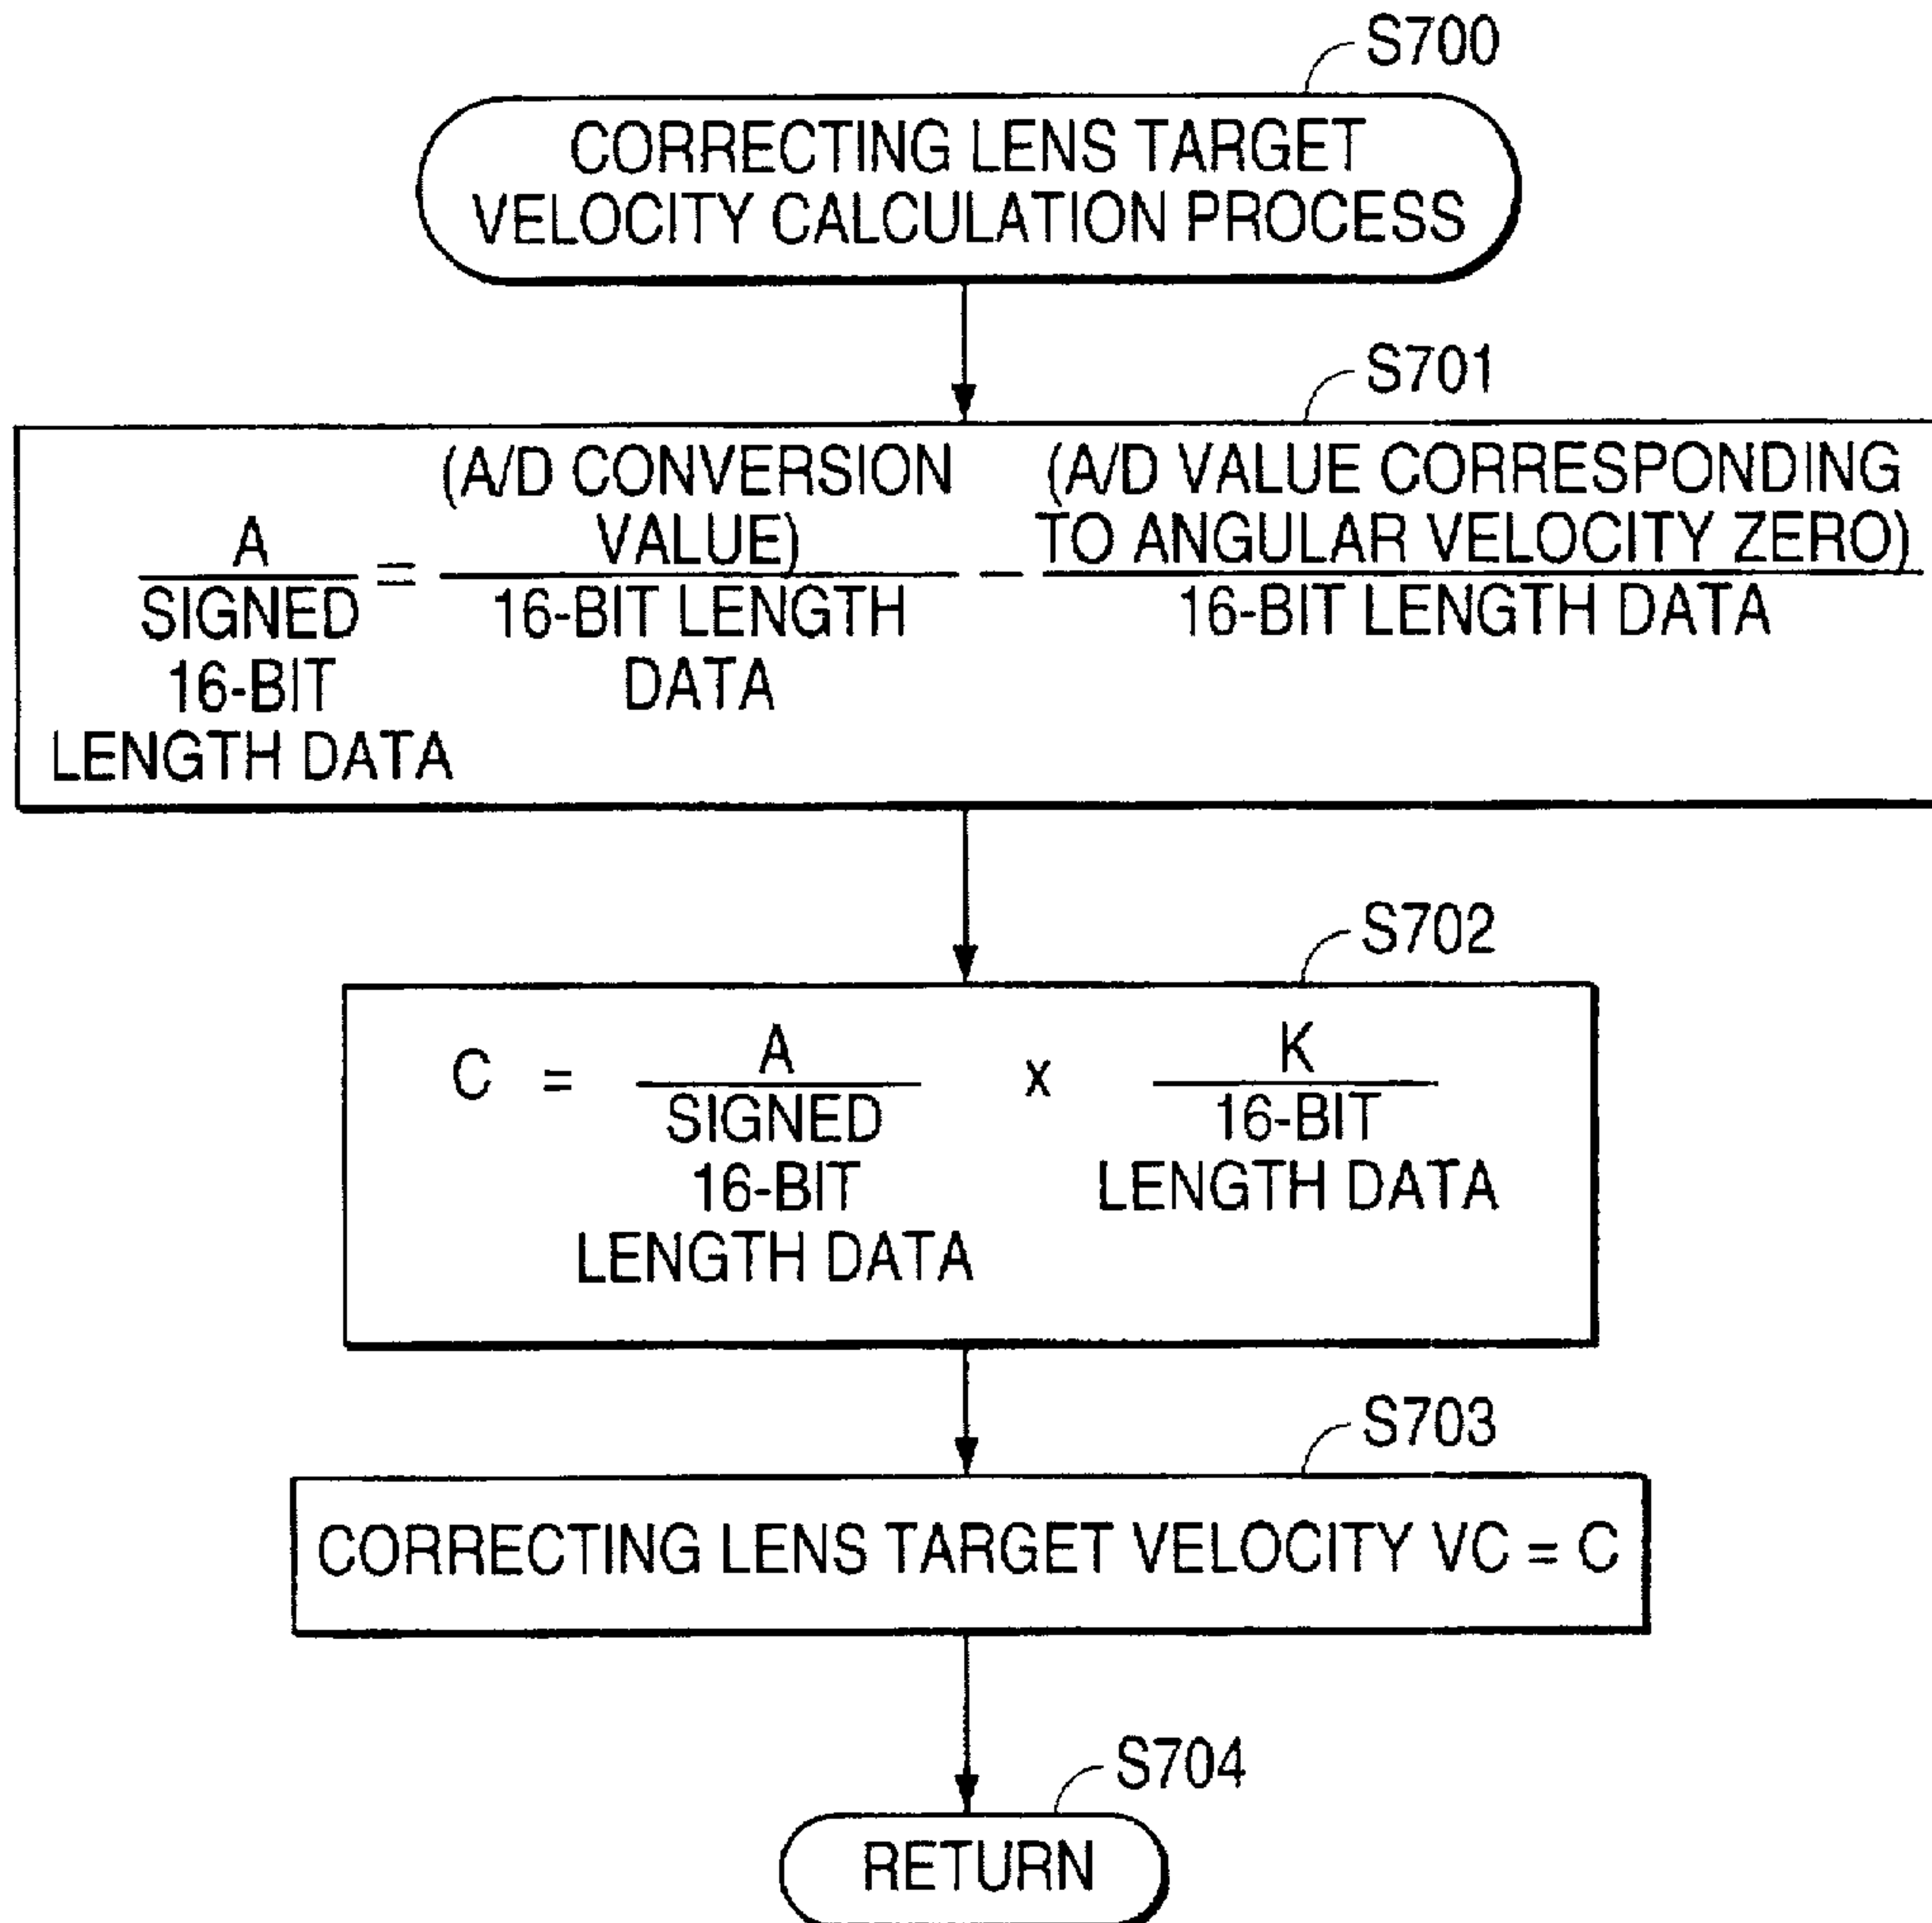 S700
CORRECTING LENS TARGET
VELOCITY CALCULATION PROCESS
S701
(A/D CONVERSION (A/D VALUE CORRESPONDING
A VALUE) TO ANGULAR VELOCITY ZERO)
= -
SIGNED 16-BIT LENGTH 16-BIT LENGTH DATA
16-BIT DATA
LENGTH DATA
S702
C = A x K
SIGNED 16-BIT
16-BIT LENGTH DATA
LENGTH DATA
S703
CORRECTING LENS TARGET VELOCITY VC = C
S704
RETURN